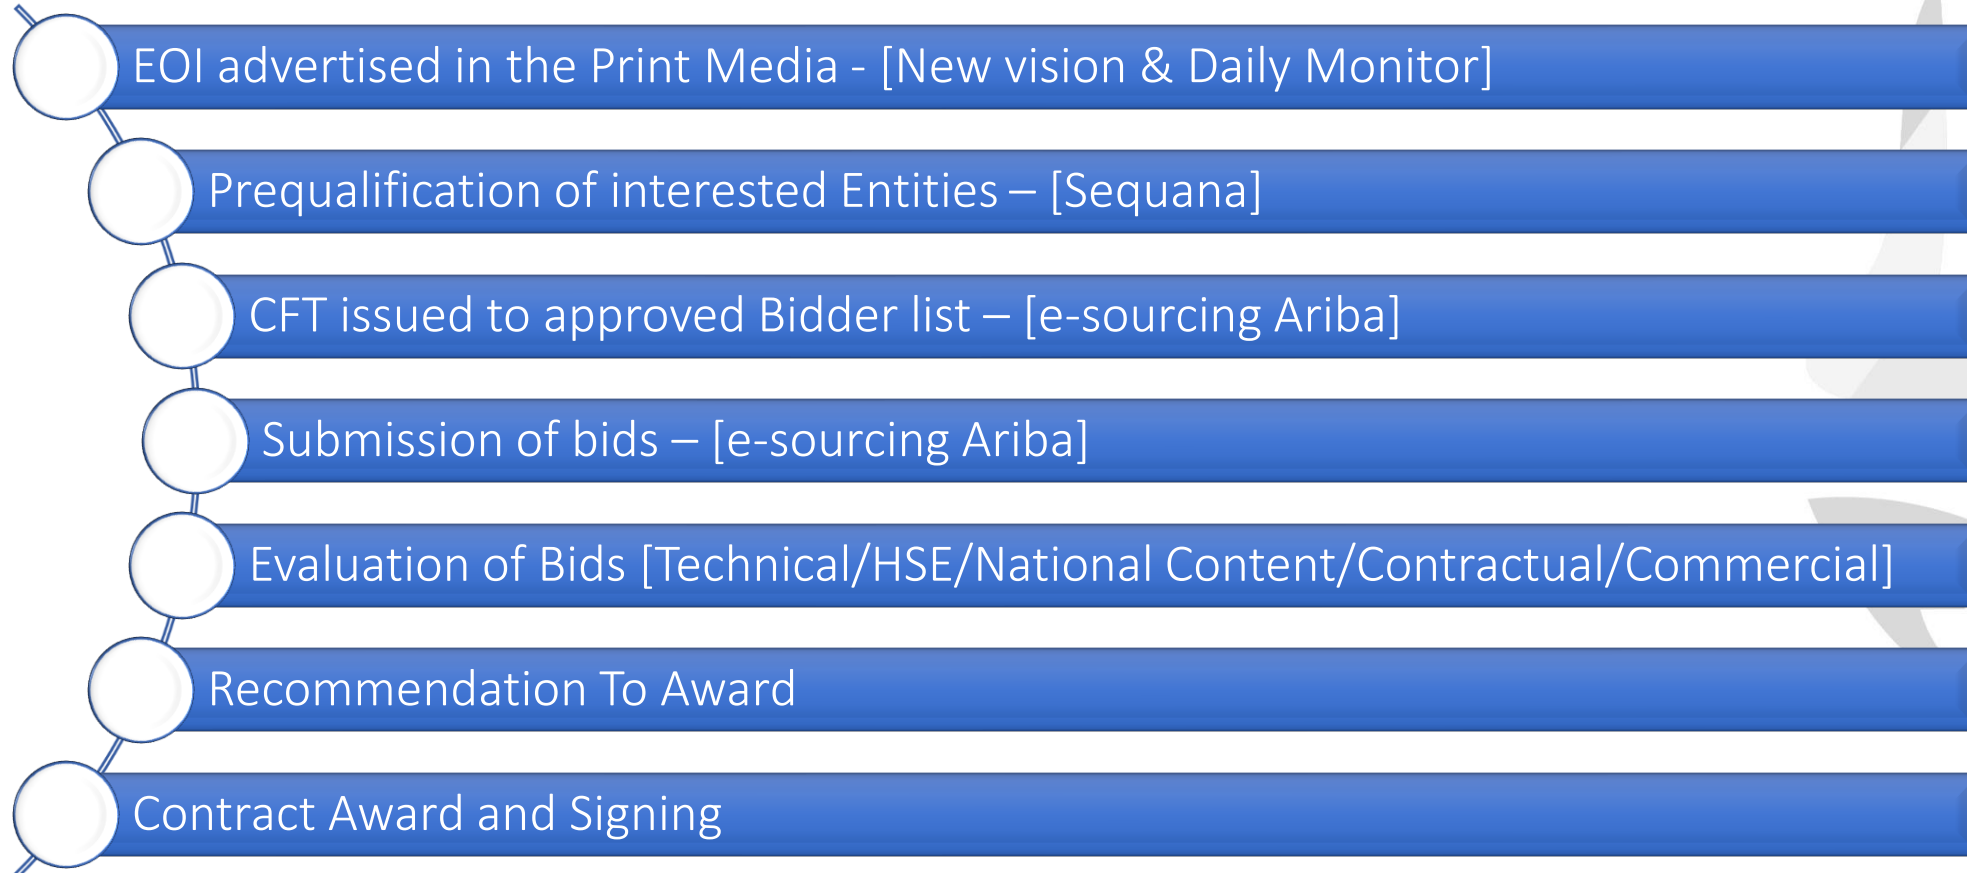 EOI advertised in the Print Media - [New vision & Daily Monitor]
Prequalification of interested Entities – [Sequana]
CFT issued to approved Bidder list – [e-sourcing Ariba]
Submission of bids – [e-sourcing Ariba]
Evaluation of Bids [Technical/HSE/National Content/Contractual/Commercial]
Recommendation To Award
Contract Award and Signing